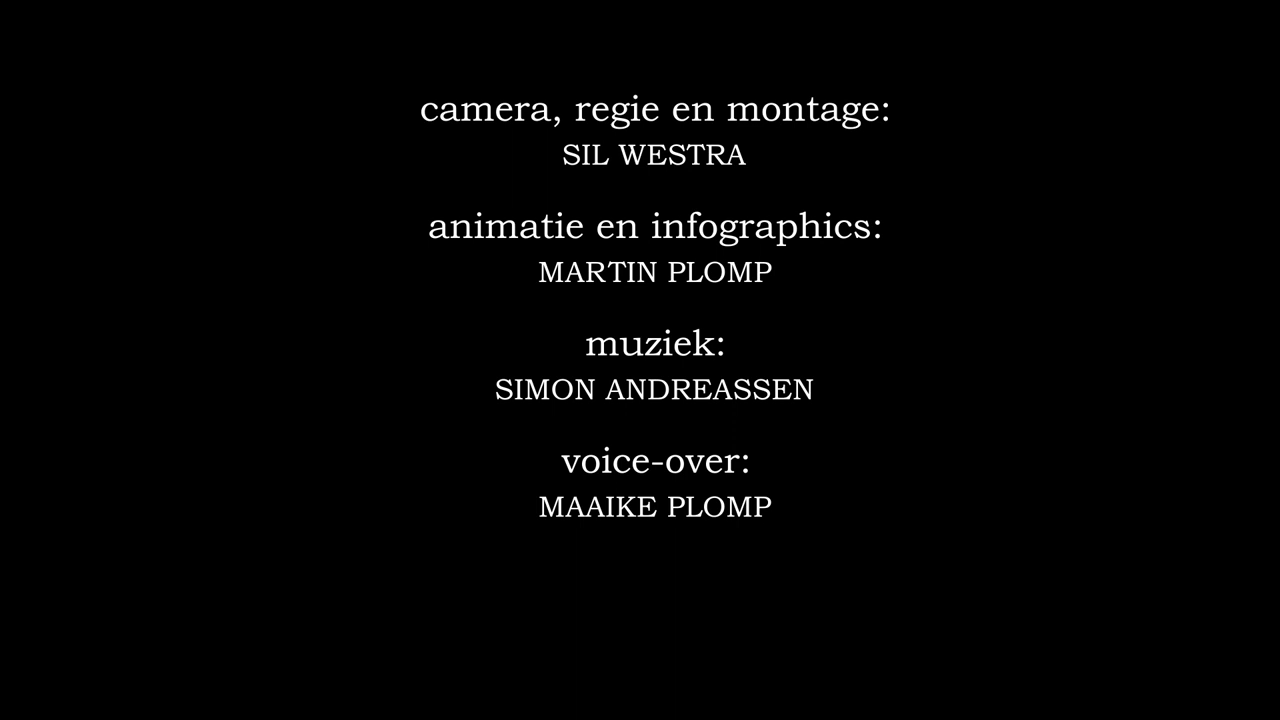 camera, regie en montage:
SIL WESTRA
animatie en infographics:
MARTIN PLOMP
muziek:
SIMON ANDREASSEN
voice-over:
MAAIKE PLOMP